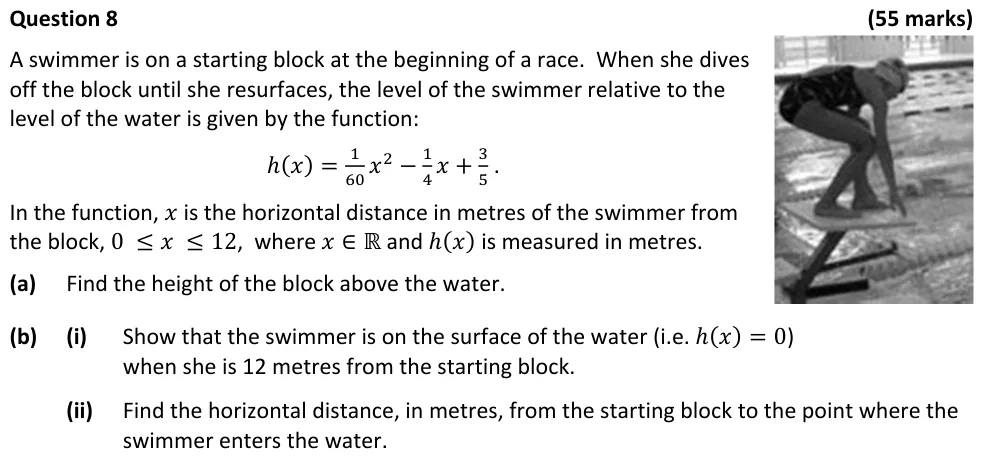 Question 8 (55 marks)
A swimmer is on a starting block at the beginning of a race. When she dives
off the block until she resurfaces, the level of the swimmer relative to the
level of the water is given by the function:
h(x) = 1/60 x² − 1/4 x + 3/5 .
In the function, x is the horizontal distance in metres of the swimmer from
the block, 0 ≤ x ≤ 12, where x ∈ ℝ and h(x) is measured in metres.
(a) Find the height of the block above the water.
(b) (i) Show that the swimmer is on the surface of the water (i.e. h(x) = 0)
when she is 12 metres from the starting block.
(ii) Find the horizontal distance, in metres, from the starting block to the point where the
swimmer enters the water.